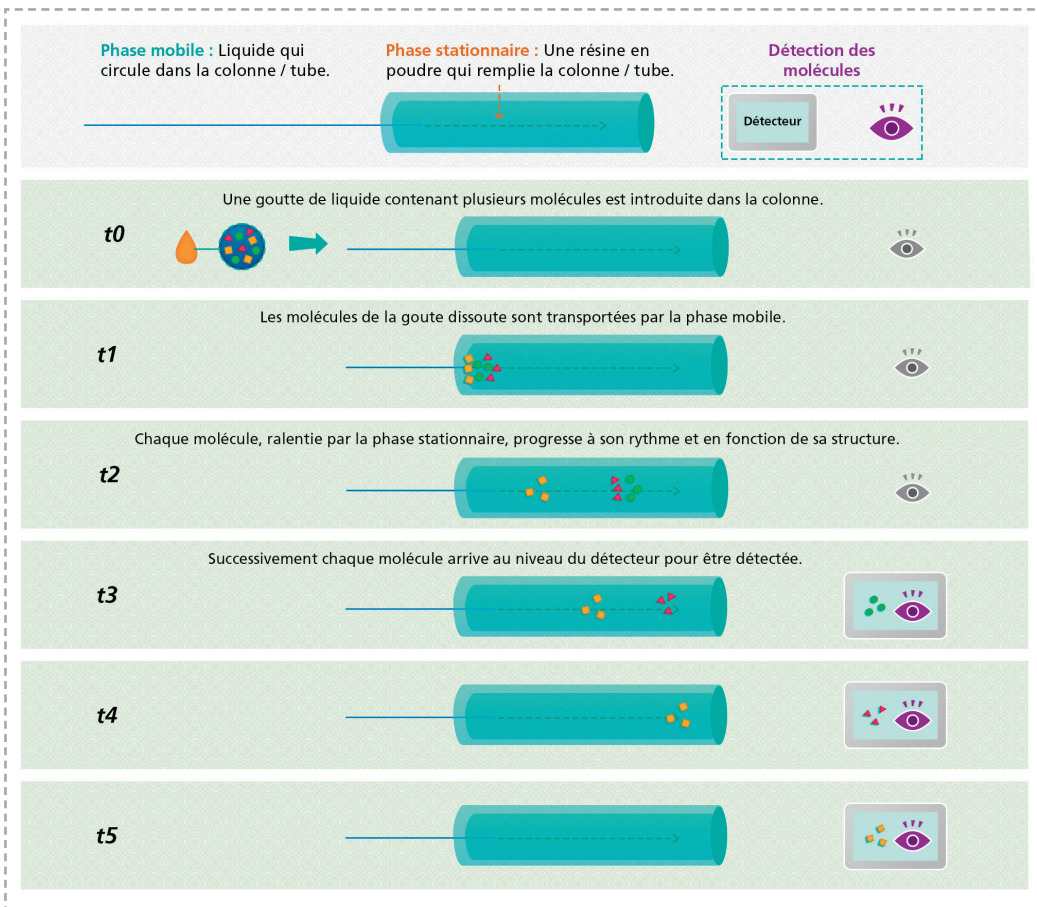 Phase mobile : Liquide qui
circule dans la colonne / tube.
Phase stationnaire : Une résine en
poudre qui remplie la colonne / tube.
Détection des
molécules
Détecteur
Une goutte de liquide contenant plusieurs molécules est introduite dans la colonne.
t0
Les molécules de la goute dissoute sont transportées par la phase mobile.
t1
Chaque molécule, ralentie par la phase stationnaire, progresse à son rythme et en fonction de sa structure.
t2
Successivement chaque molécule arrive au niveau du détecteur pour être détectée.
t3
t4
t5